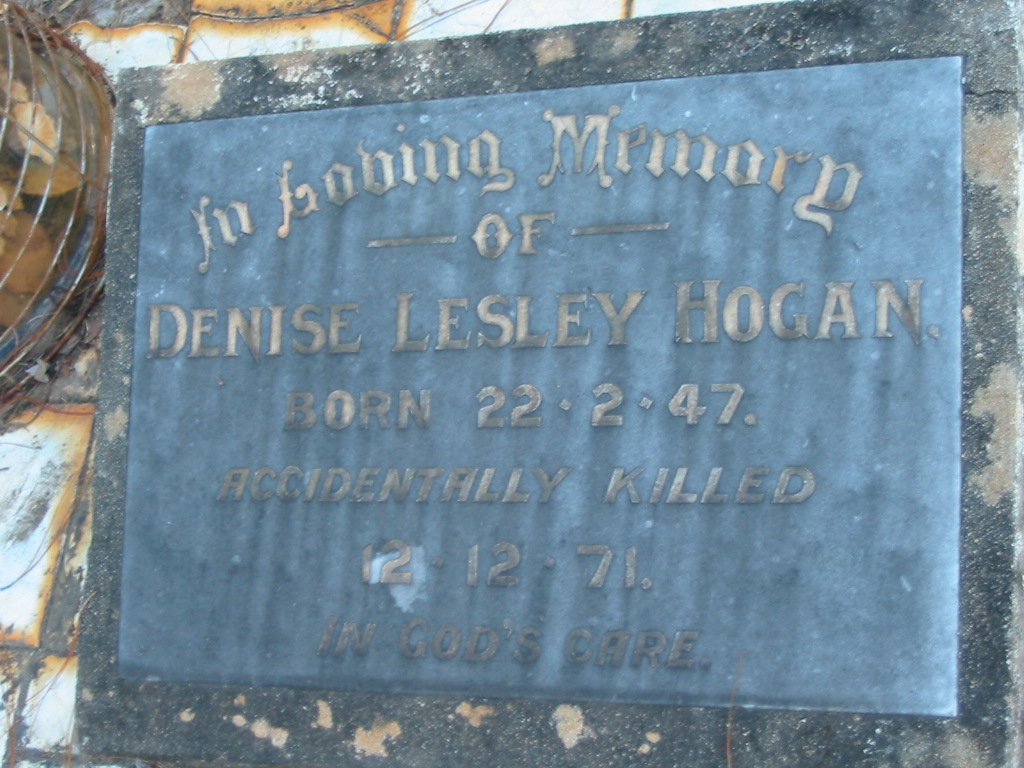 In Loving Memory
— OF —
DENISE LESLEY HOGAN.
BORN 22·2·47.
ACCIDENTALLY KILLED
12·12·71.
IN GOD'S CARE.